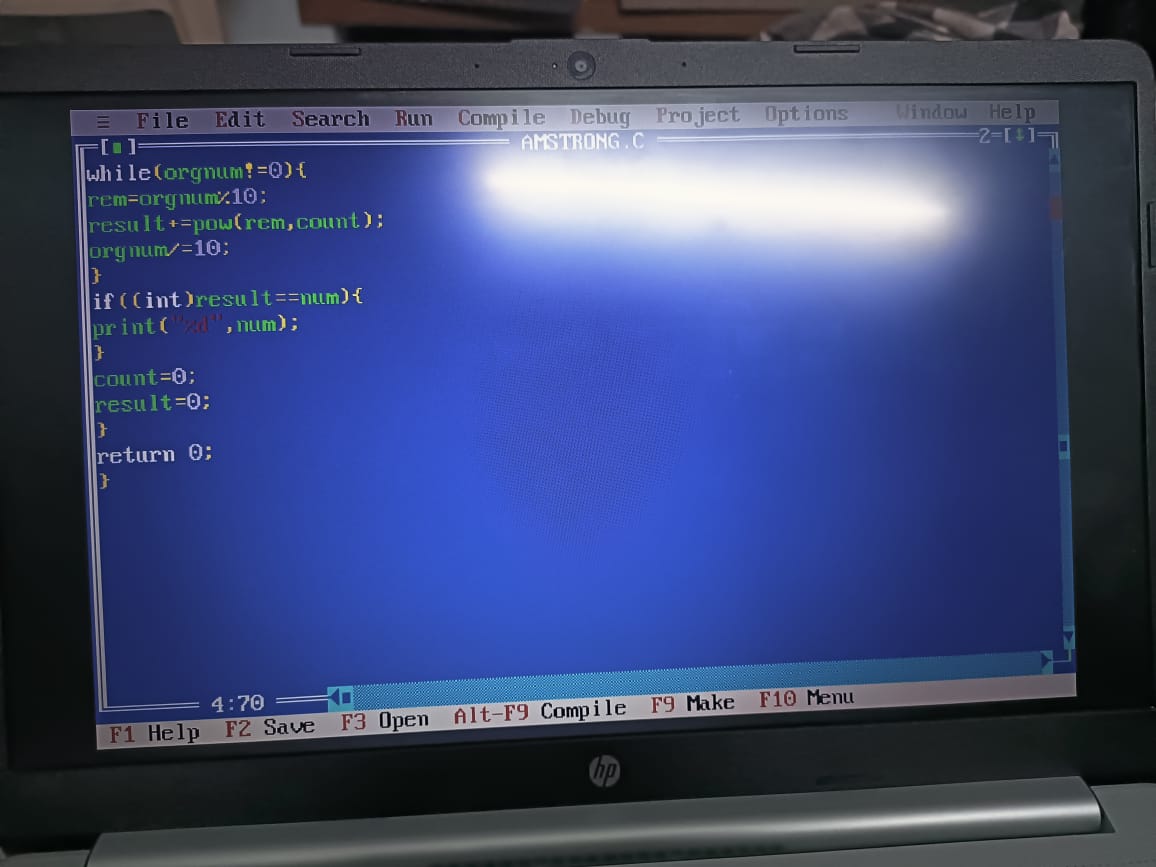 ≡ File Edit Search Run Compile Debug Project Options Window Help
[■] AMSTRONG.C 2=[↕]
while(orgnum!=0){
rem=orgnum%10;
result+=pow(rem,count);
orgnum/=10;
}
if((int)result==num){
print("%d",num);
}
count=0;
result=0;
}
return 0;
}
4:70
F1 Help F2 Save F3 Open Alt-F9 Compile F9 Make F10 Menu
hp